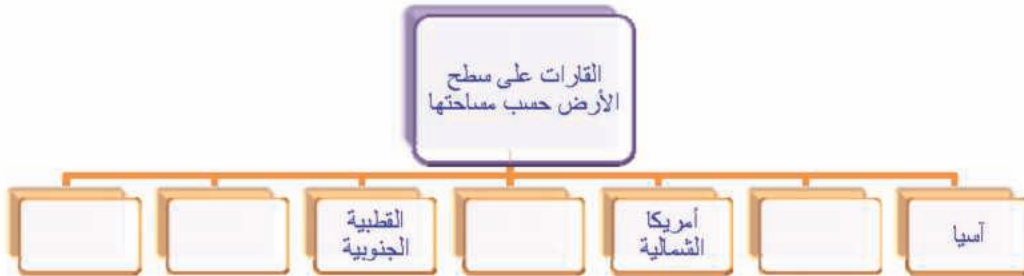 القارات على سطح
الأرض حسب مساحتها
آسيا
أمريكا
الشمالية
القطبية
الجنوبية